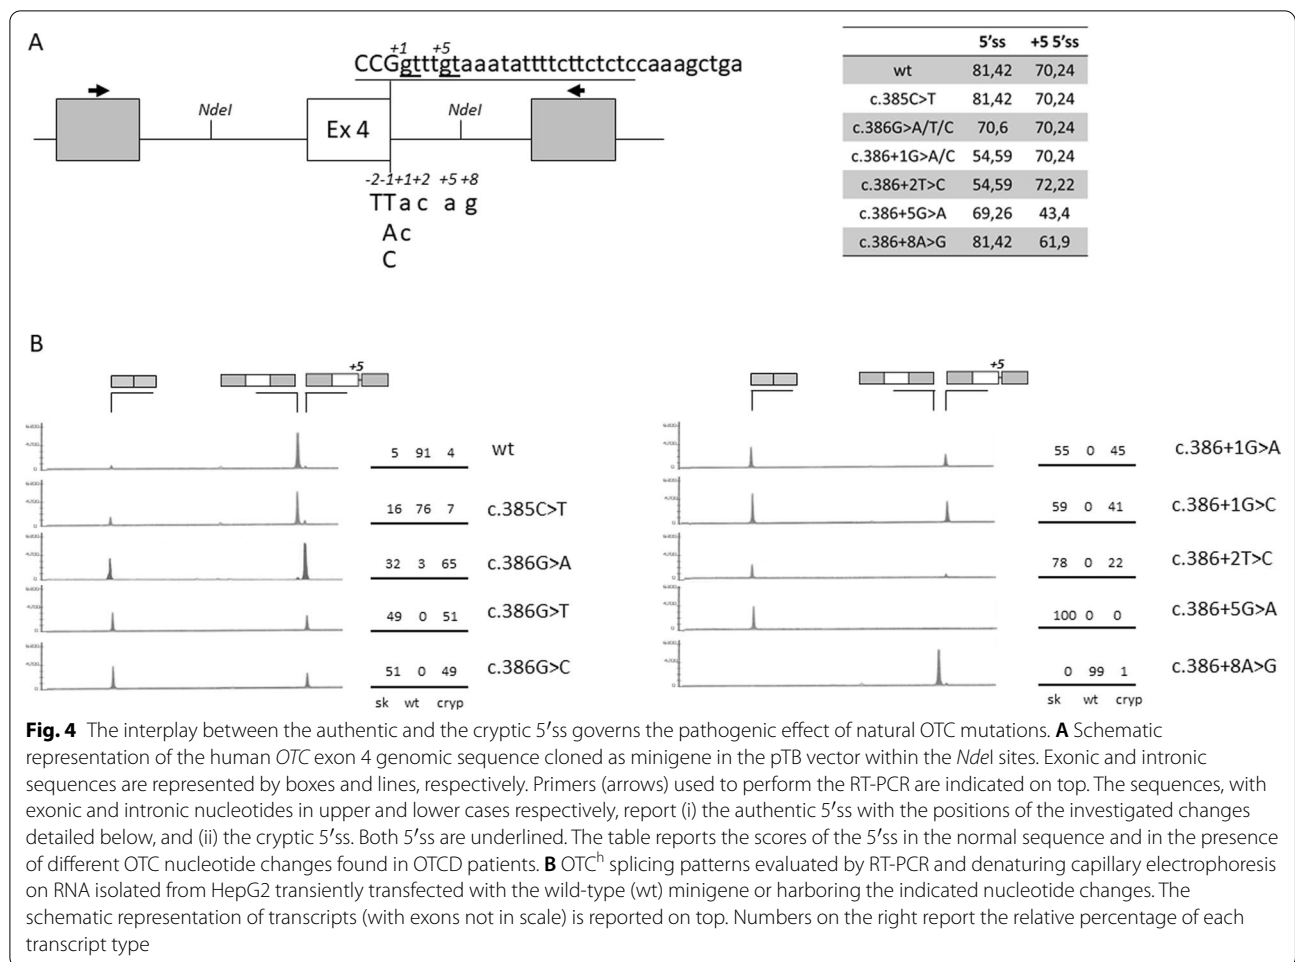 A
+1 +5
CCGgtttgtaaatattttcttctctccaaagctga
NdeI
Ex 4
NdeI
-2-1+1+2 +5 +8
TTac a g
Ac
C
5'ss +5 5'ss
wt 81,42 70,24
c.385C>T 81,42 70,24
c.386G>A/T/C 70,6 70,24
c.386+1G>A/C 54,59 70,24
c.386+2T>C 54,59 72,22
c.386+5G>A 69,26 43,4
c.386+8A>G 81,42 61,9
B
+5
5 91 4 wt
16 76 7 c.385C>T
32 3 65 c.386G>A
49 0 51 c.386G>T
51 0 49 c.386G>C
sk wt cryp
+5
55 0 45 c.386+1G>A
59 0 41 c.386+1G>C
78 0 22 c.386+2T>C
100 0 0 c.386+5G>A
0 99 1 c.386+8A>G
sk wt cryp
Fig. 4 The interplay between the authentic and the cryptic 5′ss governs the pathogenic effect of natural OTC mutations. A Schematic
representation of the human OTC exon 4 genomic sequence cloned as minigene in the pTB vector within the NdeI sites. Exonic and intronic
sequences are represented by boxes and lines, respectively. Primers (arrows) used to perform the RT-PCR are indicated on top. The sequences, with
exonic and intronic nucleotides in upper and lower cases respectively, report (i) the authentic 5′ss with the positions of the investigated changes
detailed below, and (ii) the cryptic 5′ss. Both 5′ss are underlined. The table reports the scores of the 5′ss in the normal sequence and in the presence
of different OTC nucleotide changes found in OTCD patients. B OTCʰ splicing patterns evaluated by RT-PCR and denaturing capillary electrophoresis
on RNA isolated from HepG2 transiently transfected with the wild-type (wt) minigene or harboring the indicated nucleotide changes. The
schematic representation of transcripts (with exons not in scale) is reported on top. Numbers on the right report the relative percentage of each
transcript type